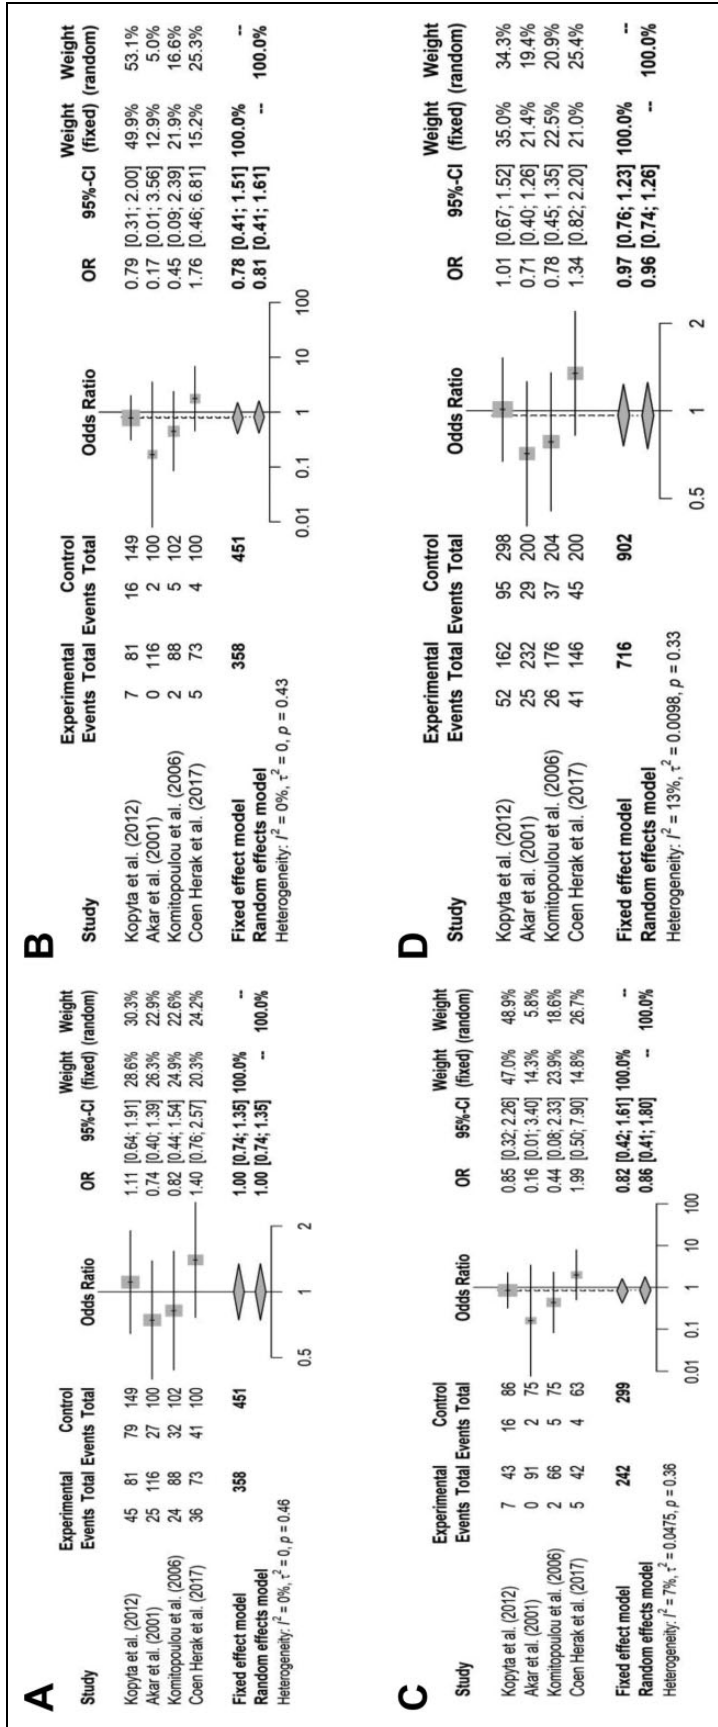 A
Experimental Control Weight Weight
Study Events Total Events Total Odds Ratio OR 95%-CI (fixed) (random)
Kopyta et al. (2012) 45 81 79 149 1.11 [0.64; 1.91] 28.6% 30.3%
Akar et al. (2001) 25 116 27 100 0.74 [0.40; 1.39] 26.3% 22.9%
Komitopoulou et al. (2006) 24 88 32 102 0.82 [0.44; 1.54] 24.9% 22.6%
Coen Herak et al. (2017) 36 73 41 100 1.40 [0.76; 2.57] 20.3% 24.2%
Fixed effect model 358 451 1.00 [0.74; 1.35] 100.0% --
Random effects model 1.00 [0.74; 1.35] -- 100.0%
Heterogeneity: I² = 0%, τ² = 0, p = 0.46
0.5 1 2
B
Experimental Control Weight Weight
Study Events Total Events Total Odds Ratio OR 95%-CI (fixed) (random)
Kopyta et al. (2012) 7 81 16 149 0.79 [0.31; 2.00] 49.9% 53.1%
Akar et al. (2001) 0 116 2 100 0.17 [0.01; 3.56] 12.9% 5.0%
Komitopoulou et al. (2006) 2 88 5 102 0.45 [0.09; 2.39] 21.9% 16.6%
Coen Herak et al. (2017) 5 73 4 100 1.76 [0.46; 6.81] 15.2% 25.3%
Fixed effect model 358 451 0.78 [0.41; 1.51] 100.0% --
Random effects model 0.81 [0.41; 1.61] -- 100.0%
Heterogeneity: I² = 0%, τ² = 0, p = 0.43
0.01 0.1 1 10 100
C
Experimental Control Weight Weight
Study Events Total Events Total Odds Ratio OR 95%-CI (fixed) (random)
Kopyta et al. (2012) 7 43 16 86 0.85 [0.32; 2.26] 47.0% 48.9%
Akar et al. (2001) 0 91 2 75 0.16 [0.01; 3.40] 14.3% 5.8%
Komitopoulou et al. (2006) 2 66 5 75 0.44 [0.08; 2.33] 23.9% 18.6%
Coen Herak et al. (2017) 5 42 4 63 1.99 [0.50; 7.90] 14.8% 26.7%
Fixed effect model 242 299 0.82 [0.42; 1.61] 100.0% --
Random effects model 0.86 [0.41; 1.80] -- 100.0%
Heterogeneity: I² = 7%, τ² = 0.0475, p = 0.36
0.01 0.1 1 10 100
D
Experimental Control Weight Weight
Study Events Total Events Total Odds Ratio OR 95%-CI (fixed) (random)
Kopyta et al. (2012) 52 162 95 298 1.01 [0.67; 1.52] 35.0% 34.3%
Akar et al. (2001) 25 232 29 200 0.71 [0.40; 1.26] 21.4% 19.4%
Komitopoulou et al. (2006) 26 176 37 204 0.78 [0.45; 1.35] 22.5% 20.9%
Coen Herak et al. (2017) 41 146 45 200 1.34 [0.82; 2.20] 21.0% 25.4%
Fixed effect model 716 902 0.97 [0.76; 1.23] 100.0% --
Random effects model 0.96 [0.74; 1.26] -- 100.0%
Heterogeneity: I² = 13%, τ² = 0.0098, p = 0.33
0.5 1 2